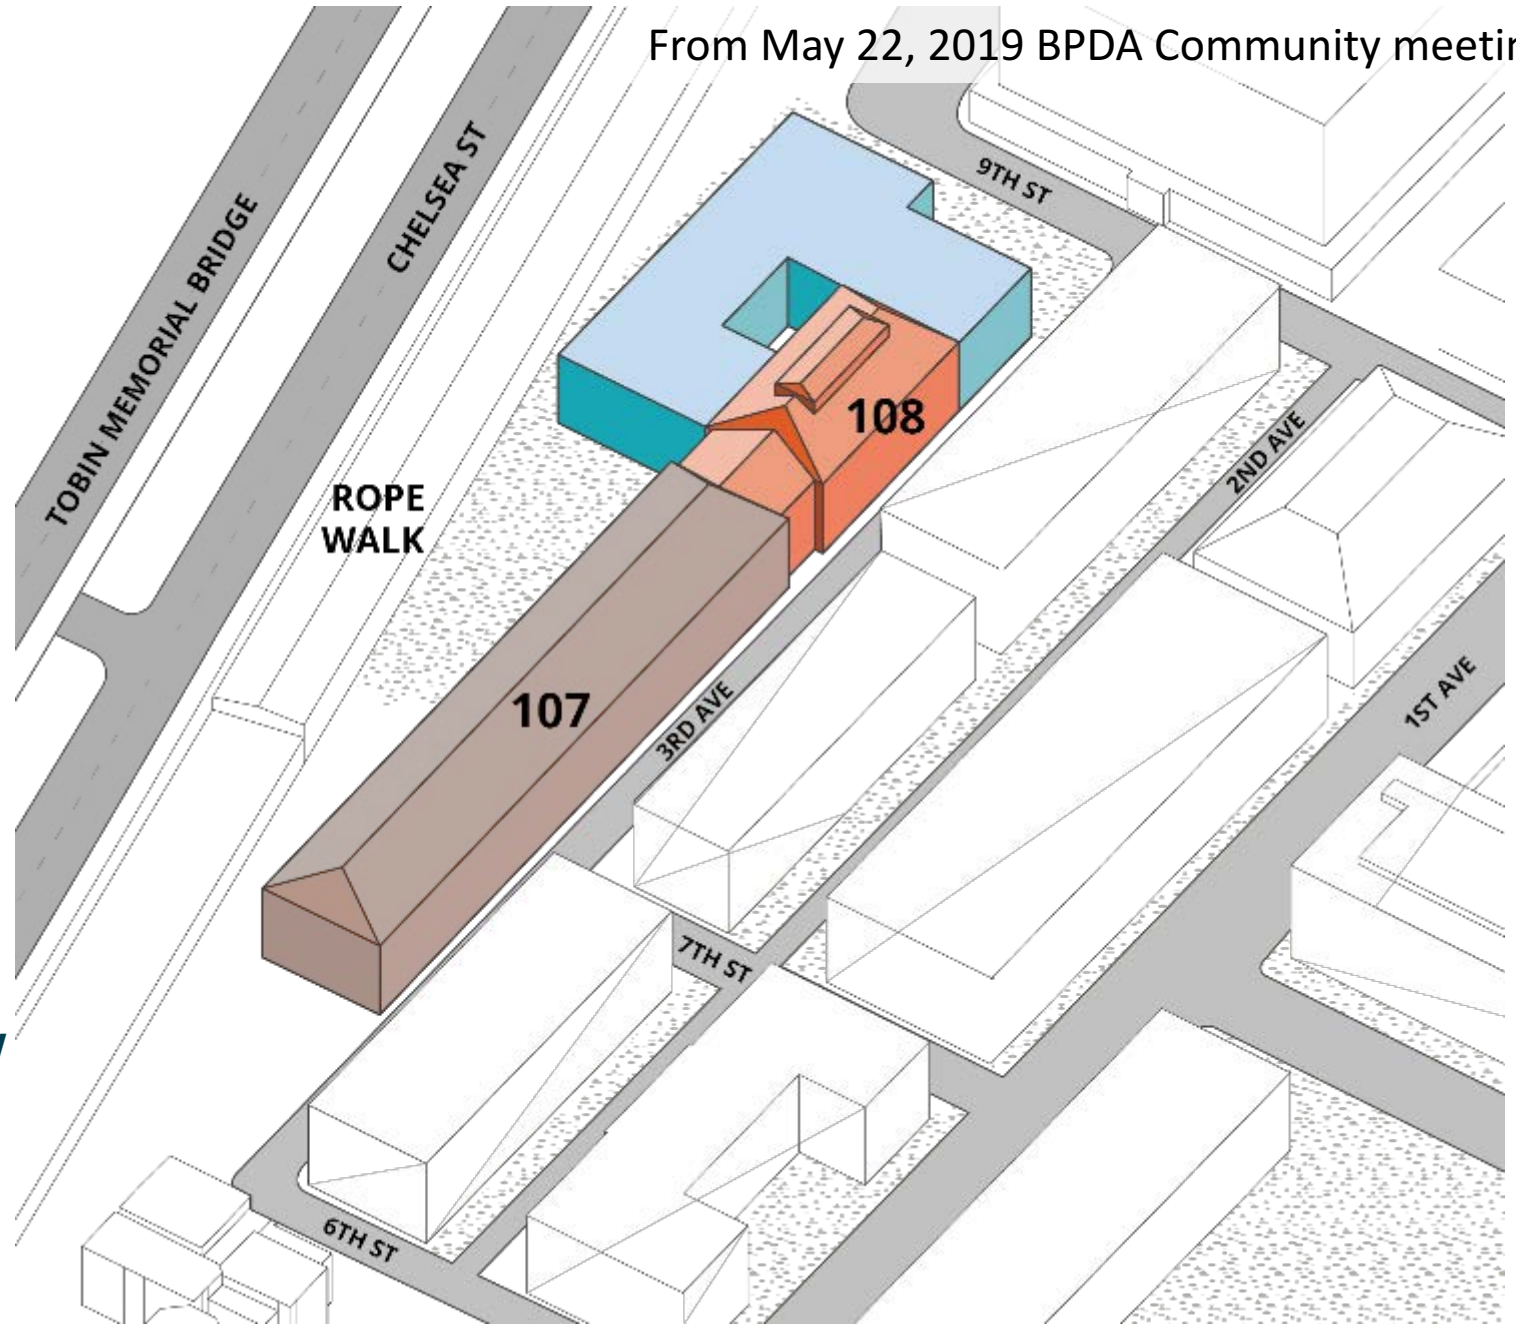 From May 22, 2019 BPDA Community
9TH ST
CHELSEA ST
TOBIN MEMORIAL BRIDGE
108
2ND AVE
ROPE
WALK
107
3RD AVE
1ST AVE
7TH ST
6TH ST